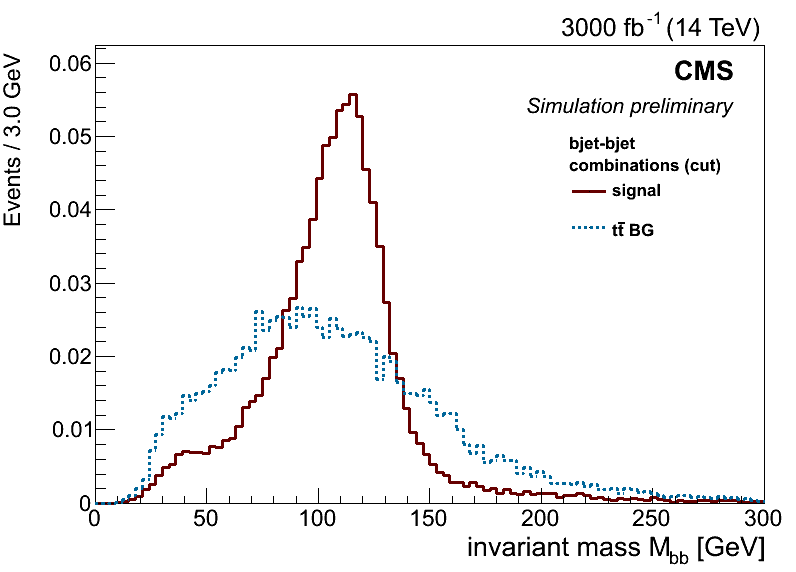 3000 fb⁻¹ (14 TeV)
CMS
Simulation preliminary
bjet-bjet
combinations (cut)
signal
tt̄ BG
Events / 3.0 GeV
0.06
0.05
0.04
0.03
0.02
0.01
0
0 50 100 150 200 250 300
invariant mass M_bb [GeV]